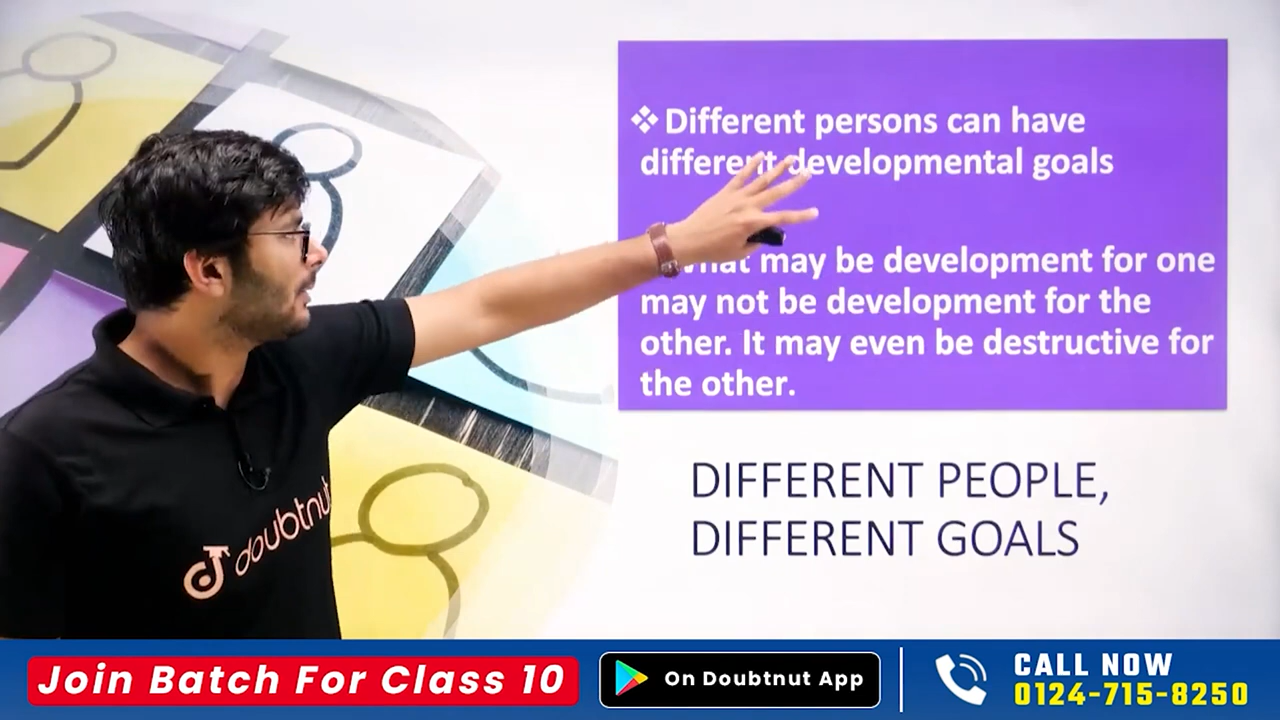 ❖Different persons can have
different developmental goals
What may be development for one
may not be development for the
other. It may even be destructive for
the other.
DIFFERENT PEOPLE,
DIFFERENT GOALS
doubtnut
Join Batch For Class 10
On Doubtnut App
CALL NOW
0124-715-8250